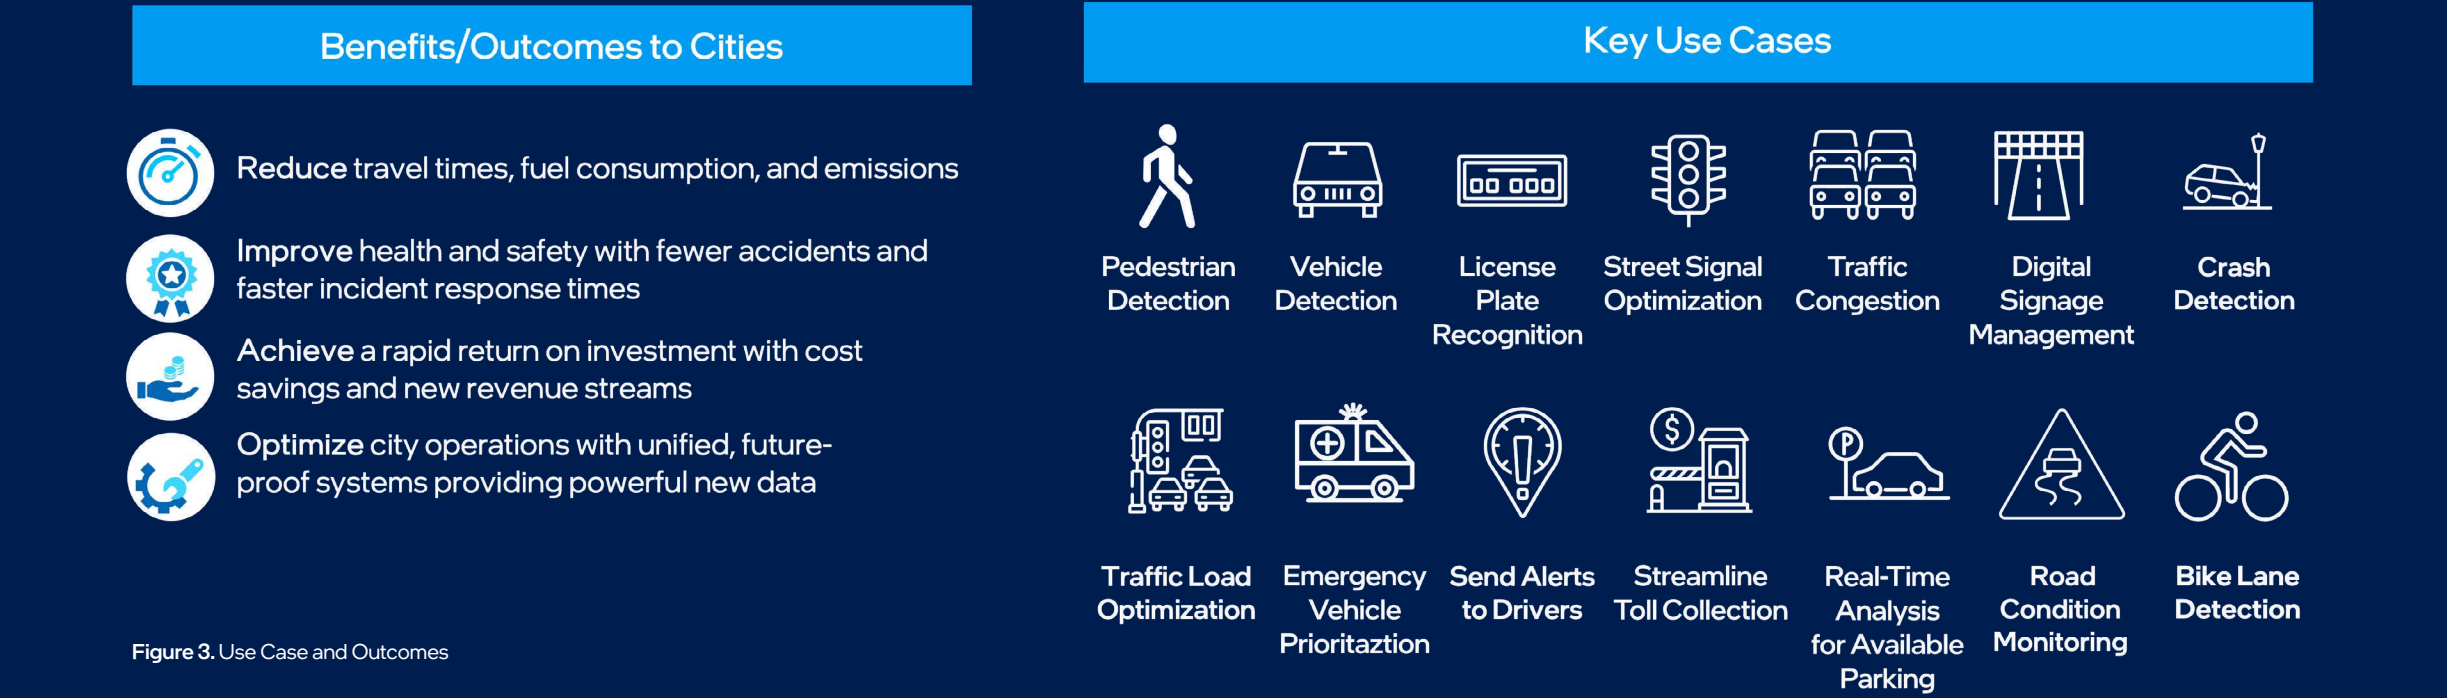 Benefits/Outcomes to Cities
Reduce travel times, fuel consumption, and emissions
Improve health and safety with fewer accidents and
faster incident response times
Achieve a rapid return on investment with cost
savings and new revenue streams
Optimize city operations with unified, future-
proof systems providing powerful new data
Figure 3. Use Case and Outcomes
Key Use Cases
Pedestrian
Detection
Vehicle
Detection
License
Plate
Recognition
Street Signal
Optimization
Traffic
Congestion
Digital
Signage
Management
Crash
Detection
$
P
Traffic Load
Optimization
Emergency
Vehicle
Prioritaztion
Send Alerts
to Drivers
Streamline
Toll Collection
Real-Time
Analysis
for Available
Parking
Road
Condition
Monitoring
Bike Lane
Detection